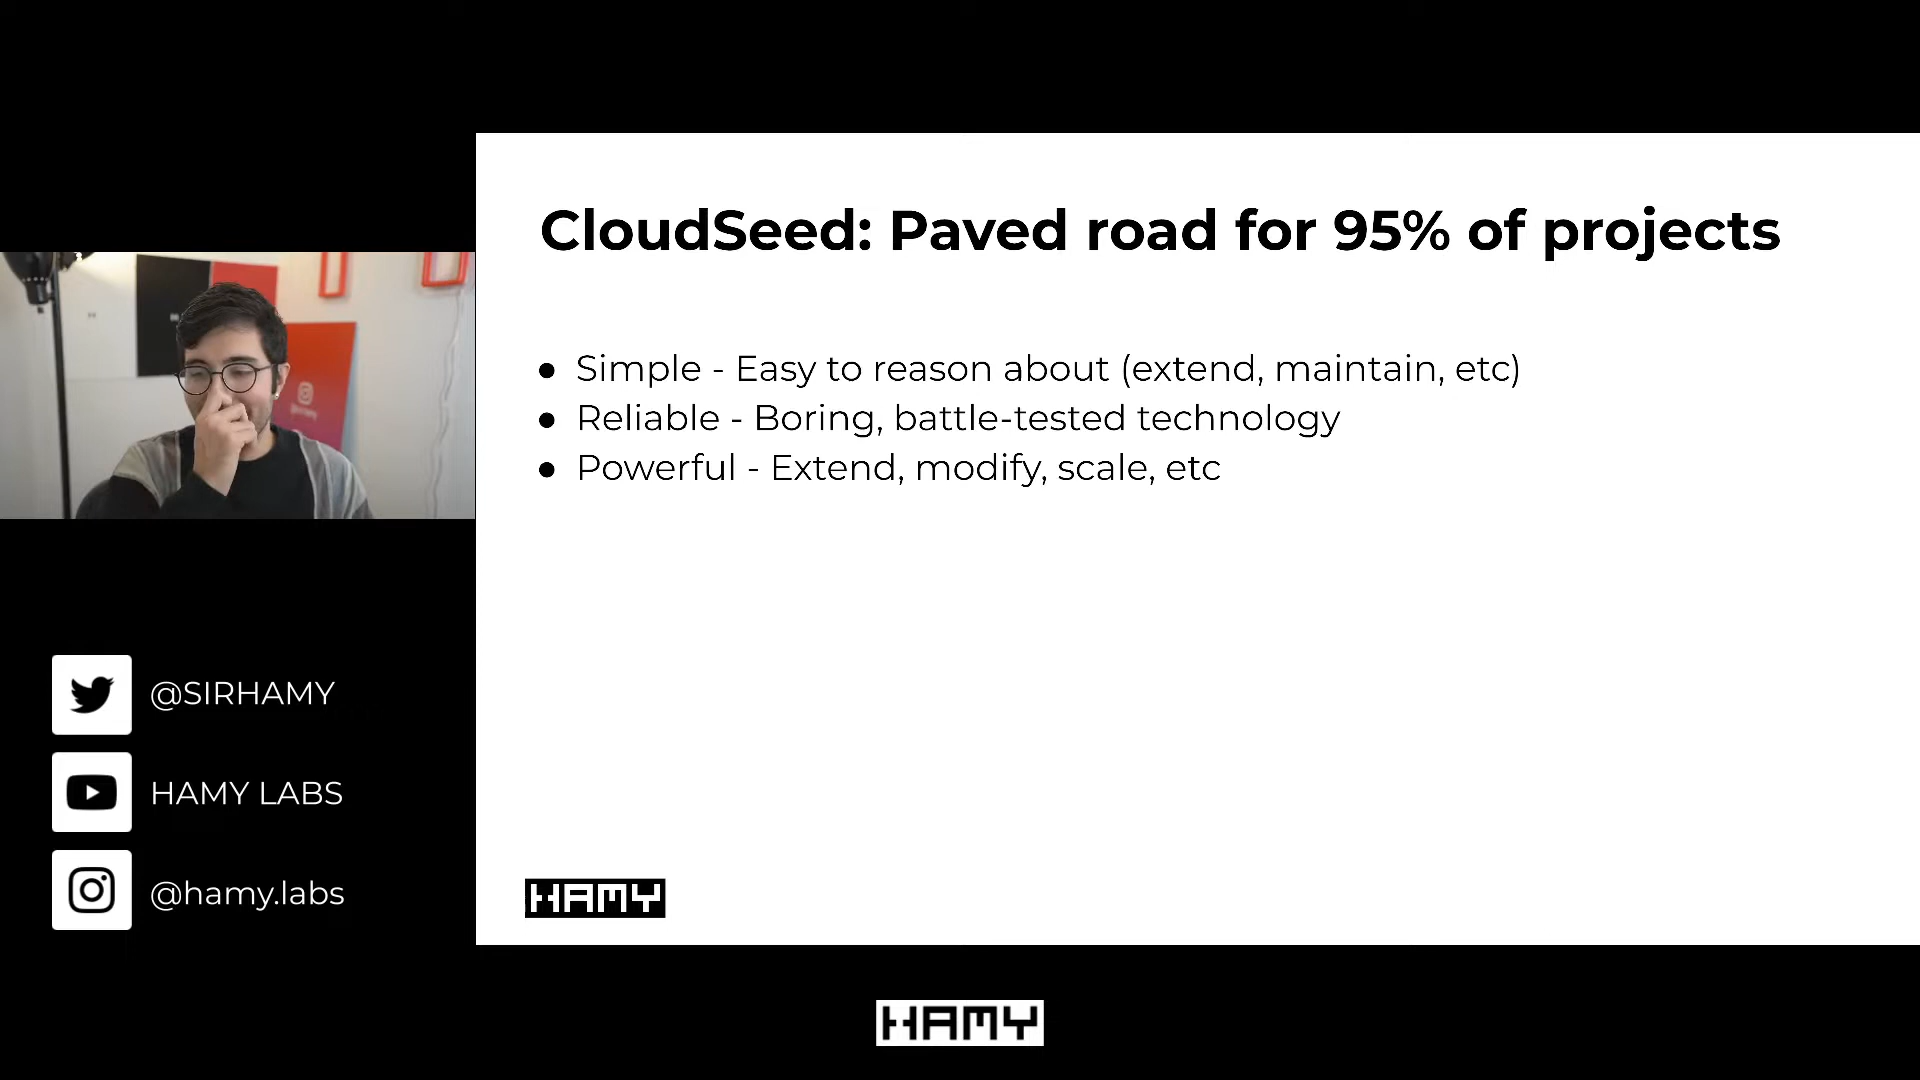 CloudSeed: Paved road for 95% of projects
● Simple - Easy to reason about (extend, maintain, etc)
● Reliable - Boring, battle-tested technology
● Powerful - Extend, modify, scale, etc
@SIRHAMY
HAMY LABS
@hamy.labs
HAMY
HAMY